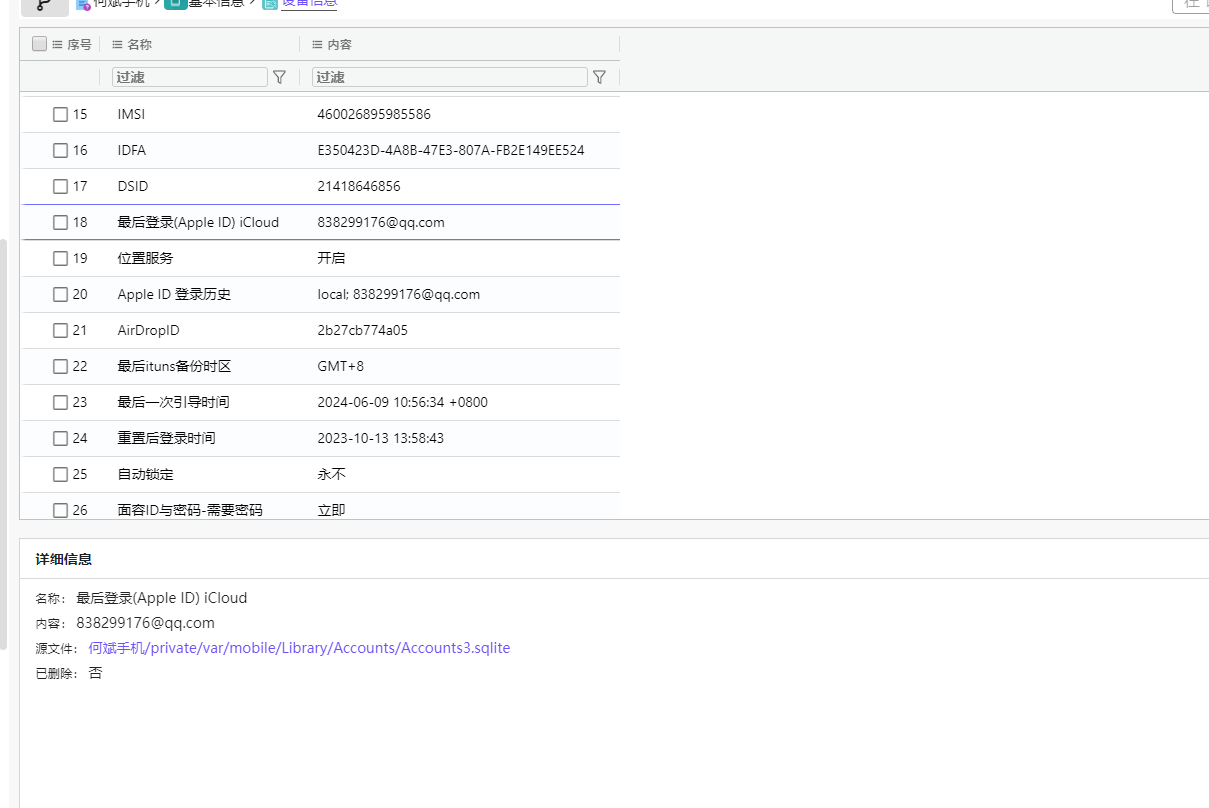 何斌手机 > 基本信息 > 设备信息
序号 名称 内容
过滤 过滤
15 IMSI 460026895985586
16 IDFA E350423D-4A8B-47E3-807A-FB2E149EE524
17 DSID 21418646856
18 最后登录(Apple ID) iCloud 838299176@qq.com
19 位置服务 开启
20 Apple ID 登录历史 local; 838299176@qq.com
21 AirDropID 2b27cb774a05
22 最后ituns备份时区 GMT+8
23 最后一次引导时间 2024-06-09 10:56:34 +0800
24 重置后登录时间 2023-10-13 13:58:43
25 自动锁定 永不
26 面容ID与密码-需要密码 立即
详细信息
名称： 最后登录(Apple ID) iCloud
内容： 838299176@qq.com
源文件： 何斌手机/private/var/mobile/Library/Accounts/Accounts3.sqlite
已删除： 否